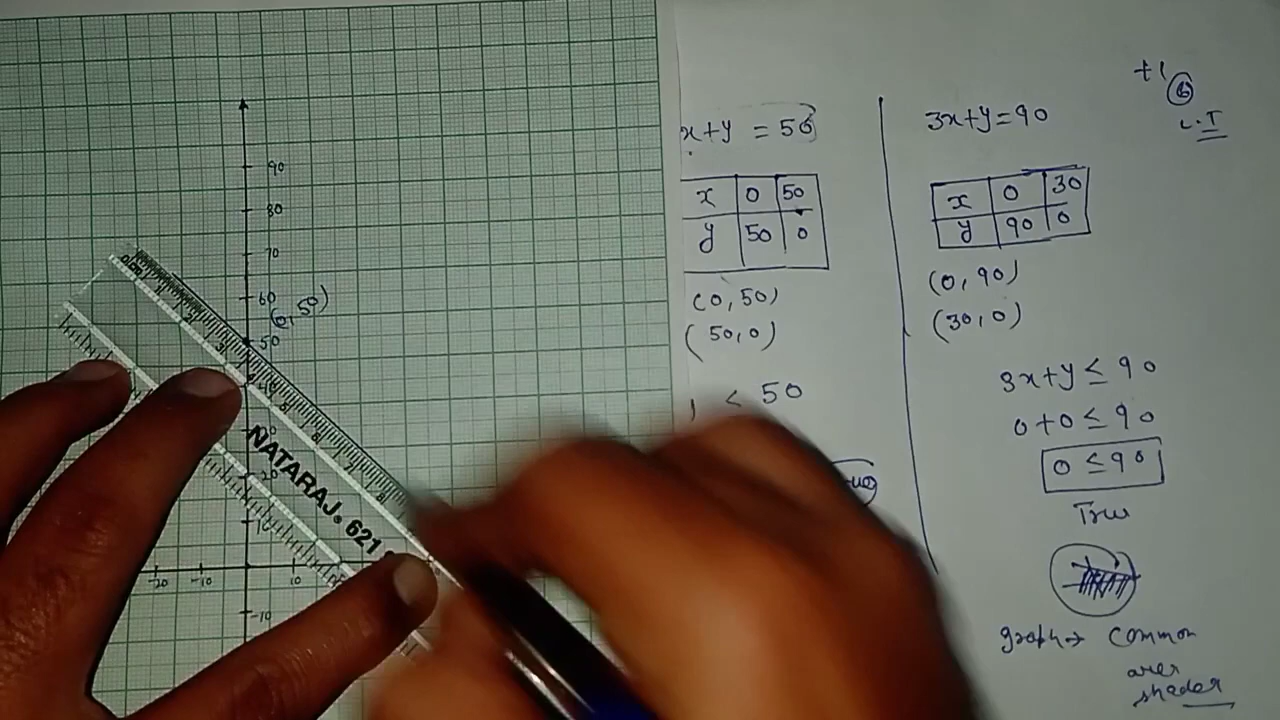 90
80
70
60
(0,50)
50
20
-20 -10 10
-10
NATARAJ® 621
x+y = 50
x 0 50
y 50 0
(0,50)
(50,0)
< 50
3x+y=90
x 0 30
y 90 0
(0,90)
(30,0)
3x+y ≤ 90
0+0 ≤ 90
0 ≤ 90
True
graph→ Common
area
shaded
+1
6
L.T